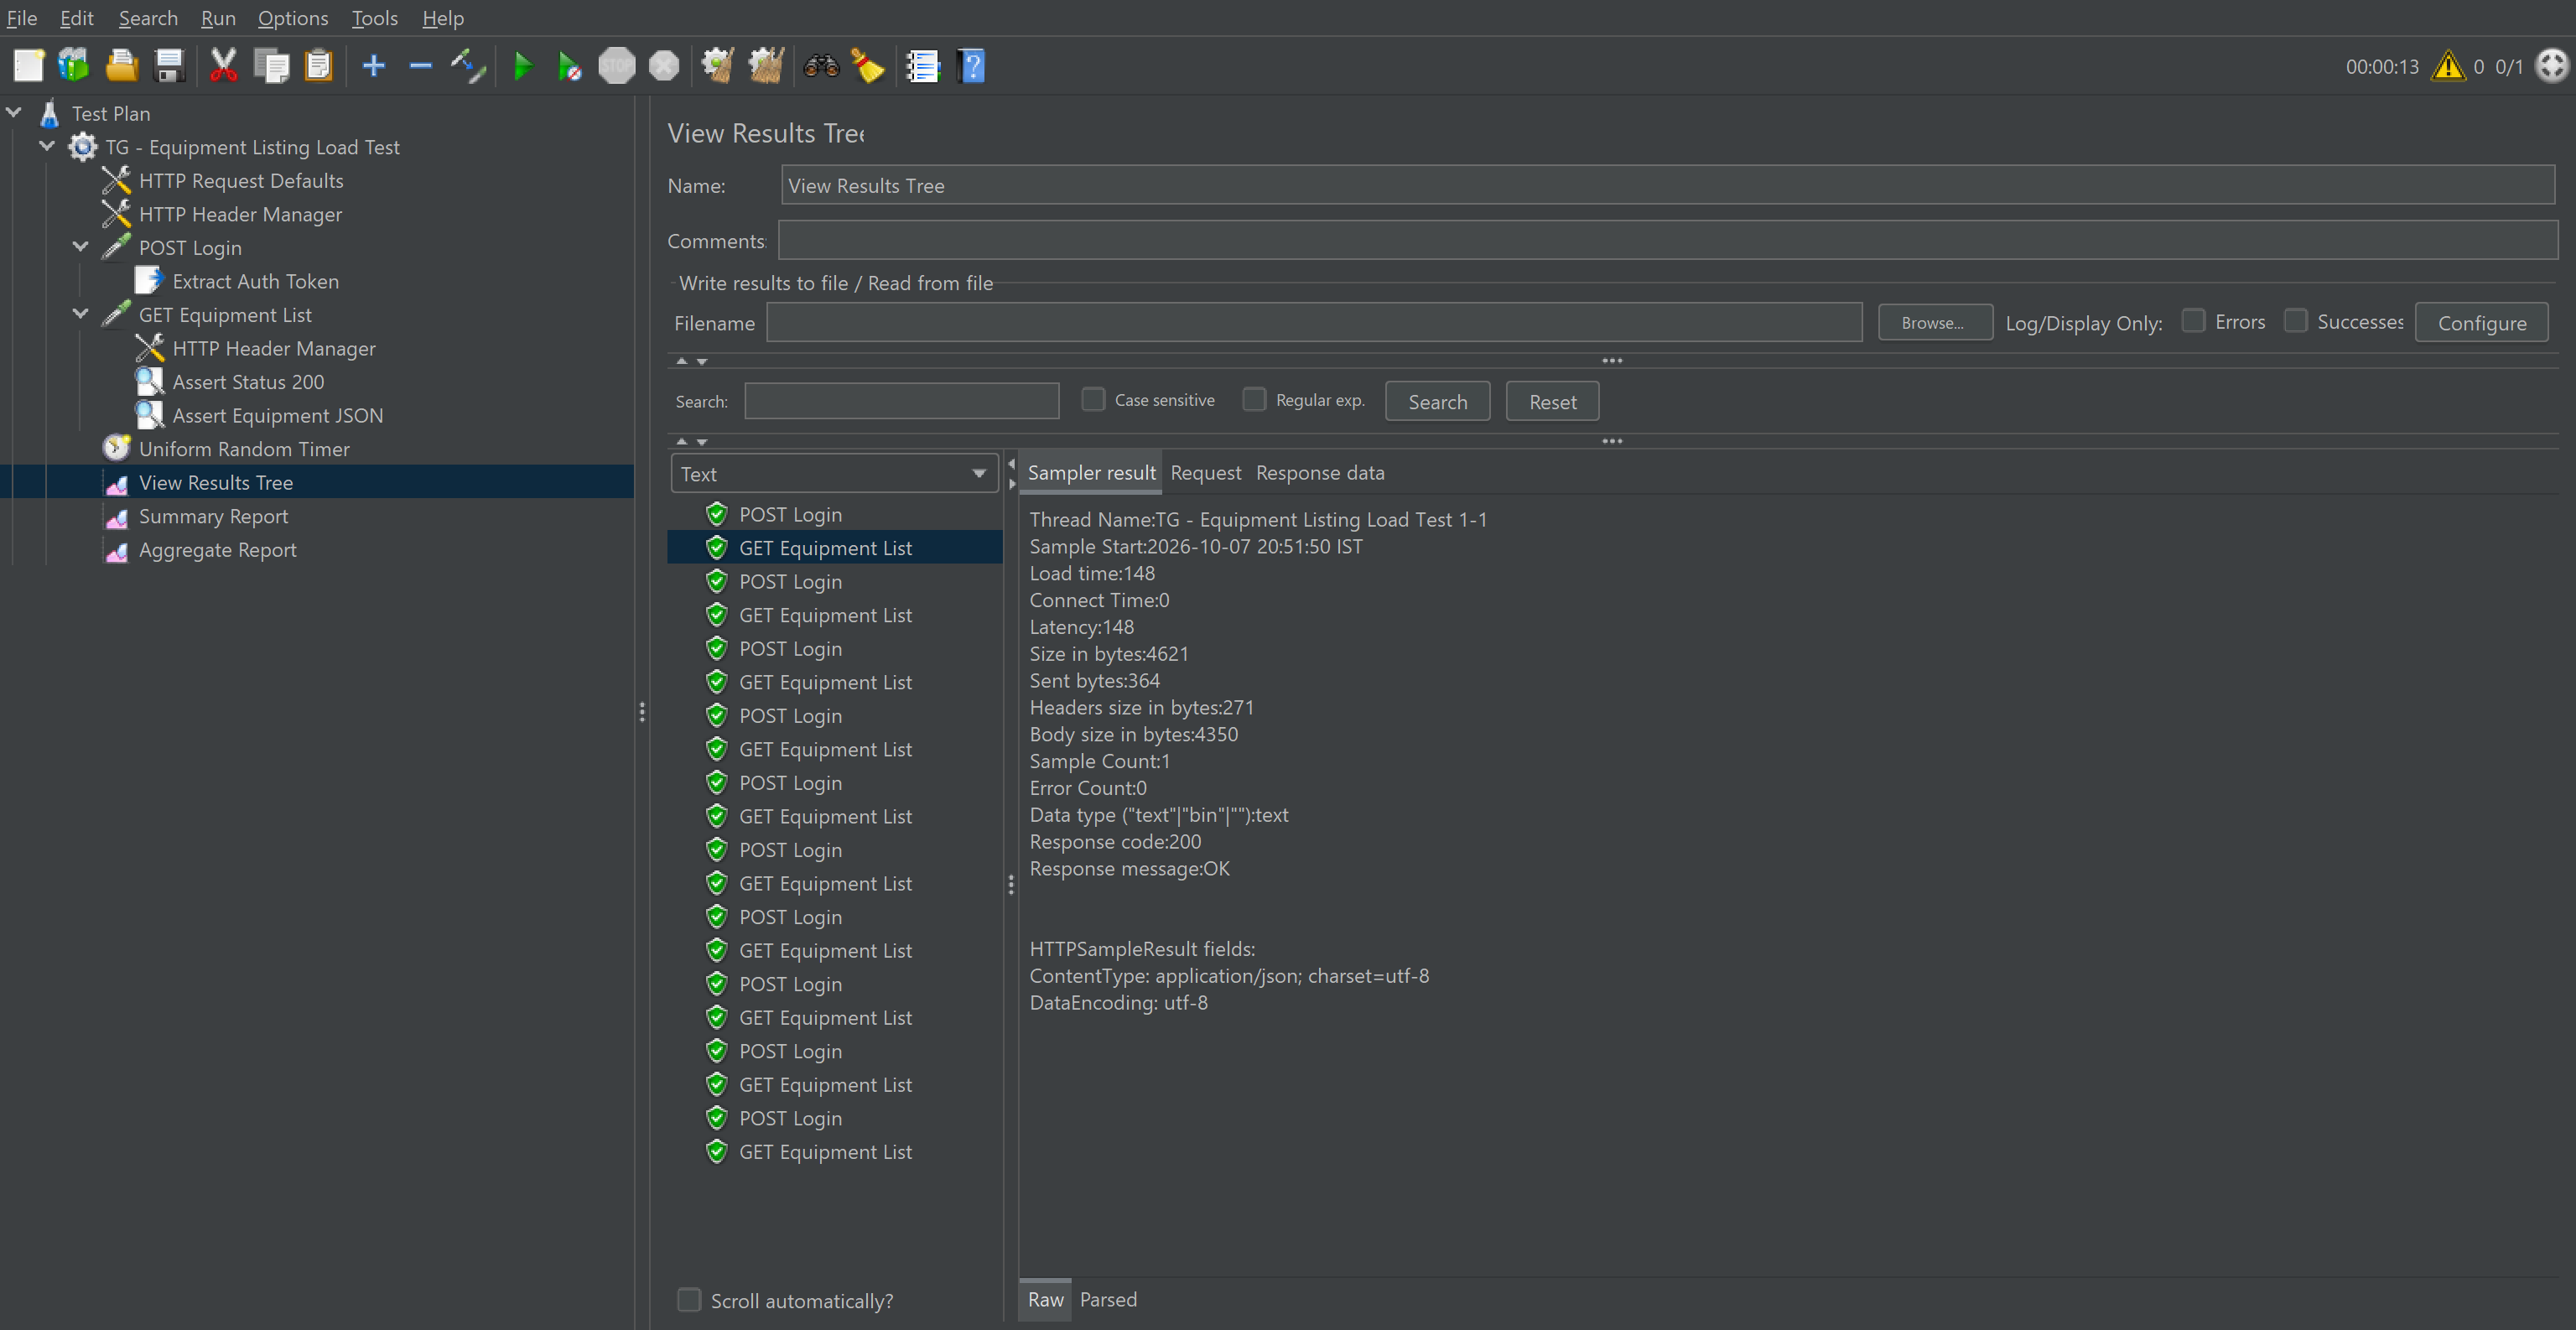 File Edit Search Run Options Tools Help
STOP
00:00:13 0 0/1
Test Plan
TG - Equipment Listing Load Test
HTTP Request Defaults
HTTP Header Manager
POST Login
Extract Auth Token
GET Equipment List
HTTP Header Manager
Assert Status 200
Assert Equipment JSON
Uniform Random Timer
View Results Tree
Summary Report
Aggregate Report
View Results Tree
Name: View Results Tree
Comments:
Write results to file / Read from file
Filename Browse... Log/Display Only: Errors Successes Configure
Search: Case sensitive Regular exp. Search Reset
Text
POST Login
GET Equipment List
POST Login
GET Equipment List
POST Login
GET Equipment List
POST Login
GET Equipment List
POST Login
GET Equipment List
POST Login
GET Equipment List
POST Login
GET Equipment List
POST Login
GET Equipment List
POST Login
GET Equipment List
POST Login
GET Equipment List
Scroll automatically?
Sampler result Request Response data
Thread Name:TG - Equipment Listing Load Test 1-1
Sample Start:2026-10-07 20:51:50 IST
Load time:148
Connect Time:0
Latency:148
Size in bytes:4621
Sent bytes:364
Headers size in bytes:271
Body size in bytes:4350
Sample Count:1
Error Count:0
Data type ("text"|"bin"|""):text
Response code:200
Response message:OK
HTTPSampleResult fields:
ContentType: application/json; charset=utf-8
DataEncoding: utf-8
Raw Parsed